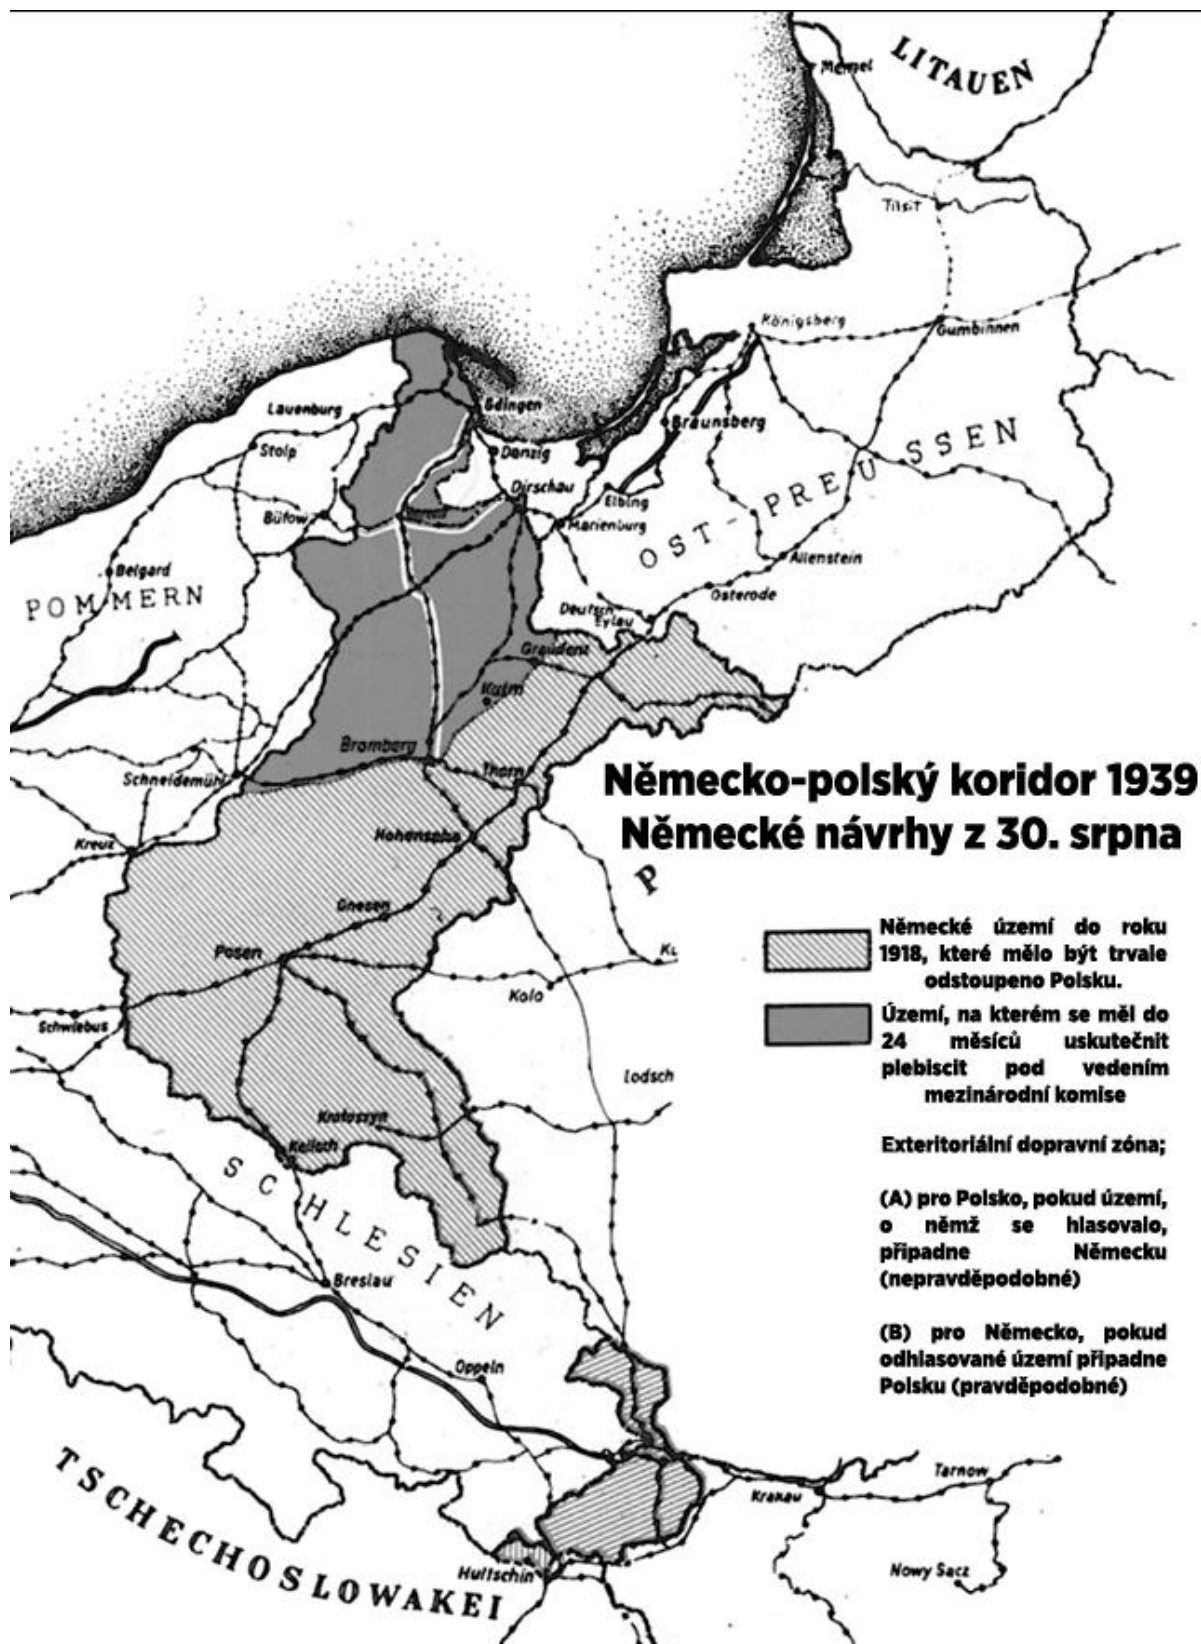 LITAUEN
Memel
Tilsit
Königsberg
Gumbinnen
Lauenburg
Gdingen
Stolp
Danzig
Braunsberg
Dirschau
Elbing
Bütow
Marienburg
OST-PREUSSEN
Belgard
Allenstein
POMMERN
Osterode
Deutsch
Eylau
Graudenz
Kulm
Bromberg
Schneidemühl
Thorn
Německo-polský koridor 1939
Německé návrhy z 30. srpna
Kreuz
Hohensalza
P
Gnesen
Posen
KL
Kolo
Schwiebus
Německé území do roku
1918, které mělo být trvale
odstoupeno Polsku.
Území, na kterém se měl do
24 měsíců uskutečnit
plebiscit pod vedením
mezinárodní komise
Lodsch
Krotoszyn
Exteritoriální dopravní zóna;
SCHLESIEN
(A) pro Polsko, pokud území,
o němž se hlasovalo,
připadne Německu
(nepravděpodobné)
Breslau
(B) pro Německo, pokud
odhlasované území připadne
Polsku (pravděpodobné)
Oppeln
Tarnow
Krakau
TSCHECHOSLOWAKEI
Hultschin
Nowy Sącz